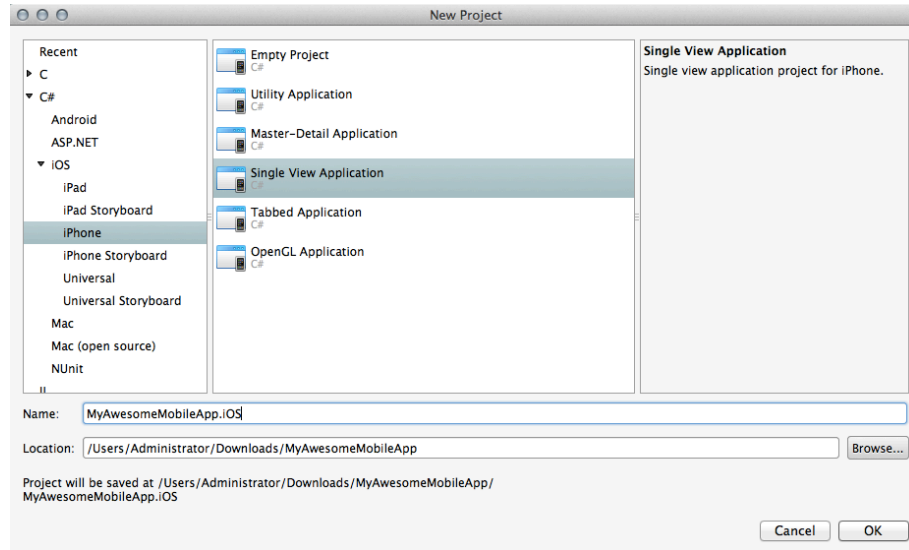 New Project
Recent
C
C#
Android
ASP.NET
iOS
iPad
iPad Storyboard
iPhone
iPhone Storyboard
Universal
Universal Storyboard
Mac
Mac (open source)
NUnit
Empty Project
C#
Utility Application
C#
Master-Detail Application
C#
Single View Application
C#
Tabbed Application
C#
OpenGL Application
C#
Single View Application
Single view application project for iPhone.
Name: MyAwesomeMobileApp.iOS
Location: /Users/Administrator/Downloads/MyAwesomeMobileApp Browse...
Project will be saved at /Users/Administrator/Downloads/MyAwesomeMobileApp/
MyAwesomeMobileApp.iOS
Cancel OK